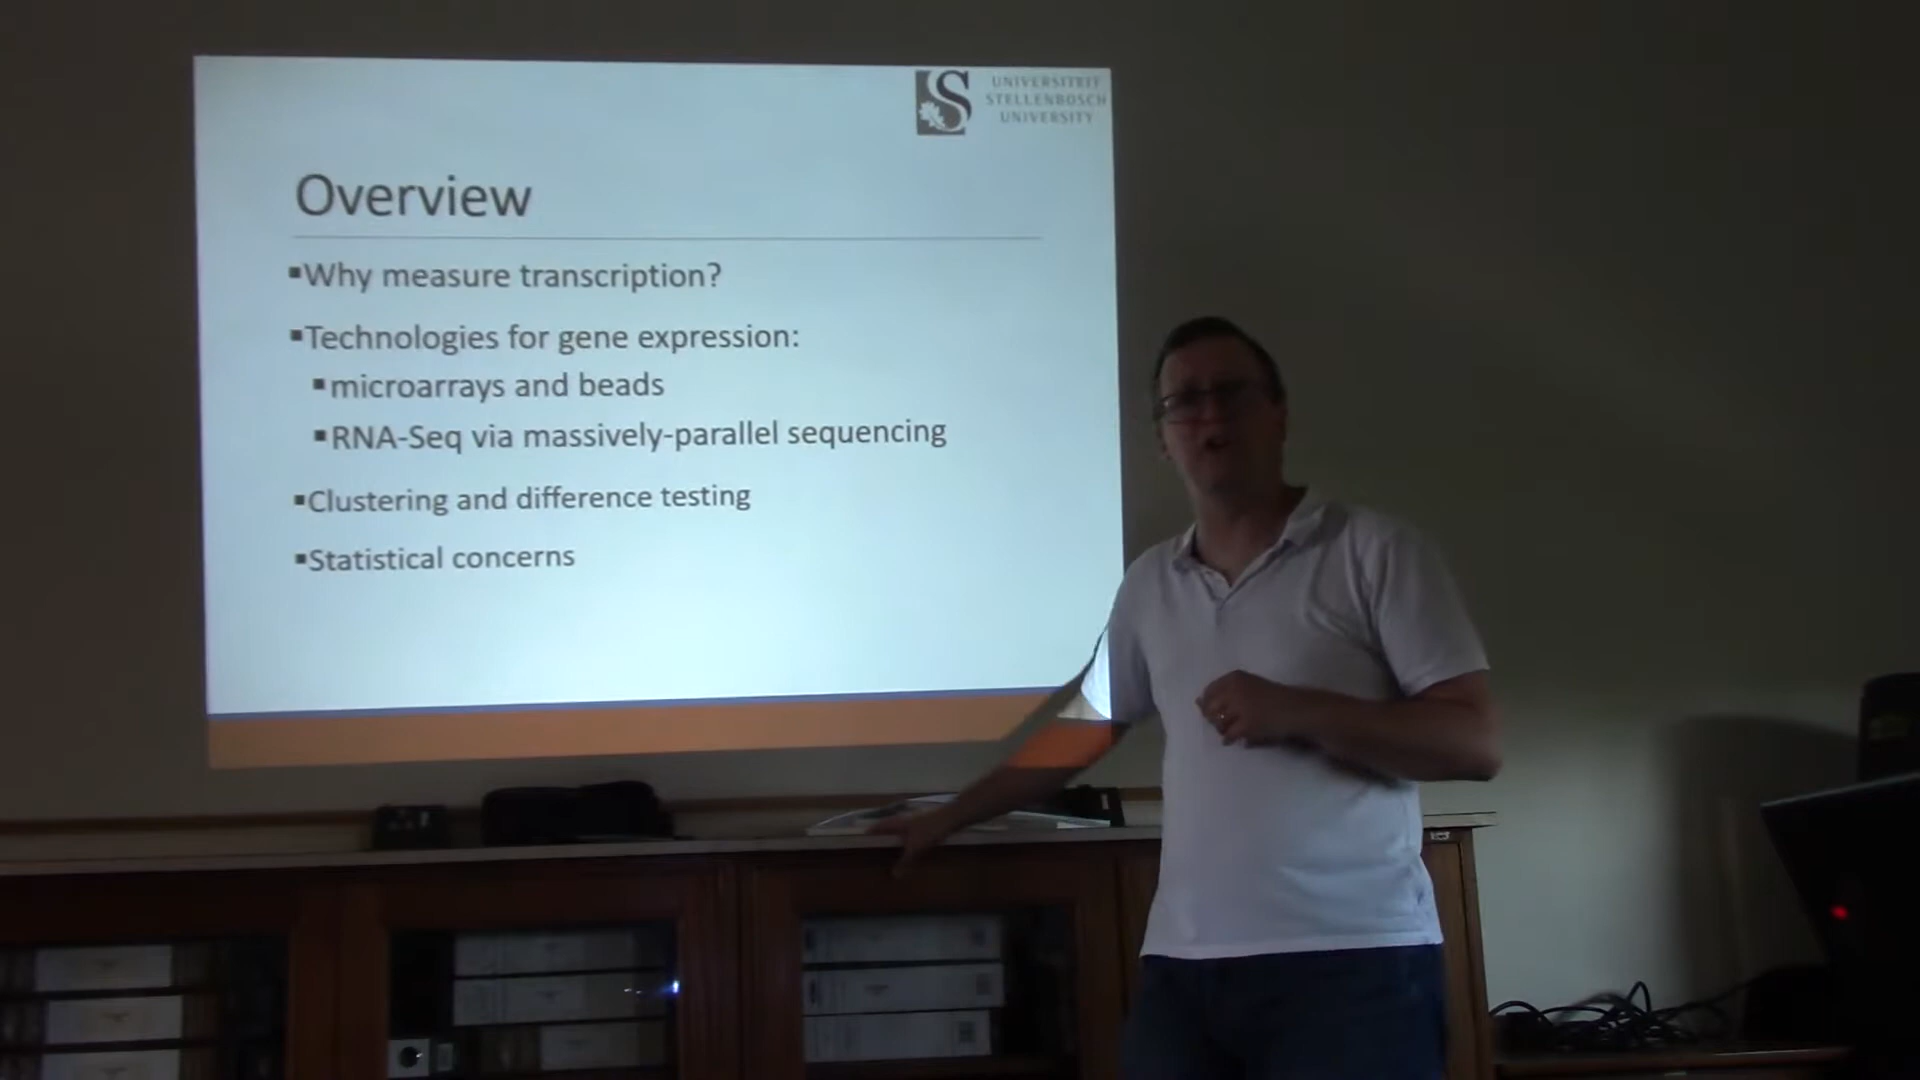 UNIVERSITEIT
STELLENBOSCH
UNIVERSITY
Overview
▪Why measure transcription?
▪Technologies for gene expression:
▪microarrays and beads
▪RNA-Seq via massively-parallel sequencing
▪Clustering and difference testing
▪Statistical concerns